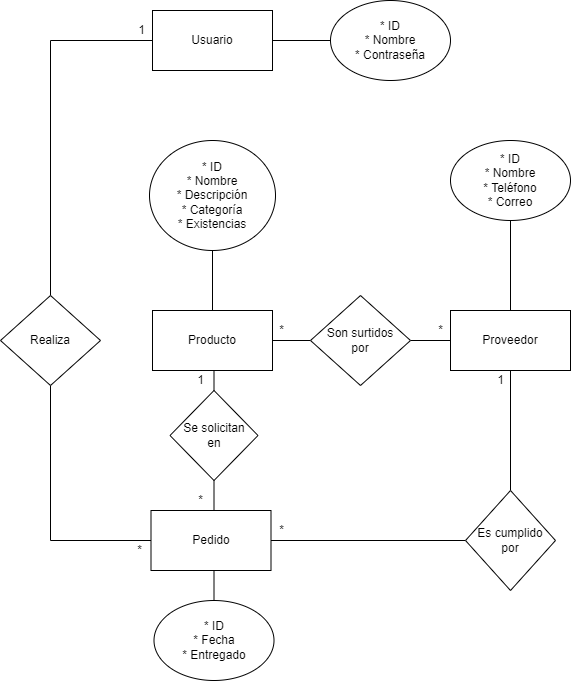 1
Usuario
* ID
* Nombre
* Contraseña
* ID
* Nombre
* Descripción
* Categoría
* Existencias
* ID
* Nombre
* Teléfono
* Correo
Realiza
Producto
*
Son surtidos
por
*
Proveedor
1
1
Se solicitan
en
*
*
Pedido
*
Es cumplido
por
* ID
* Fecha
* Entregado